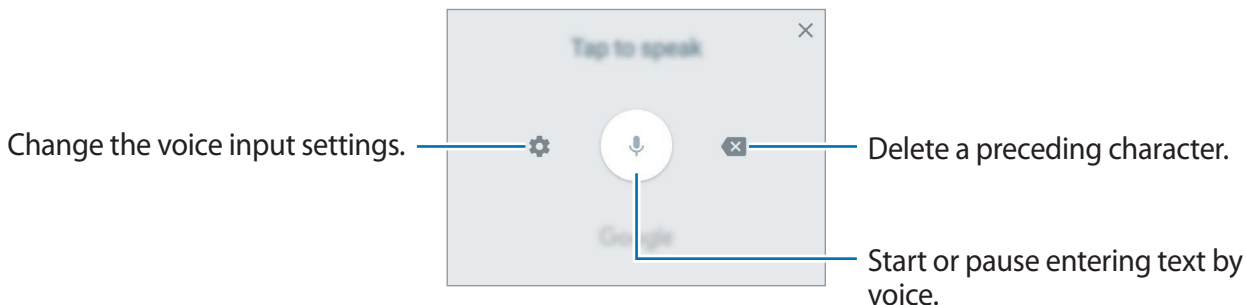 Tap to speak
Change the voice input settings.
Delete a preceding character.
Google
Start or pause entering text by
voice.